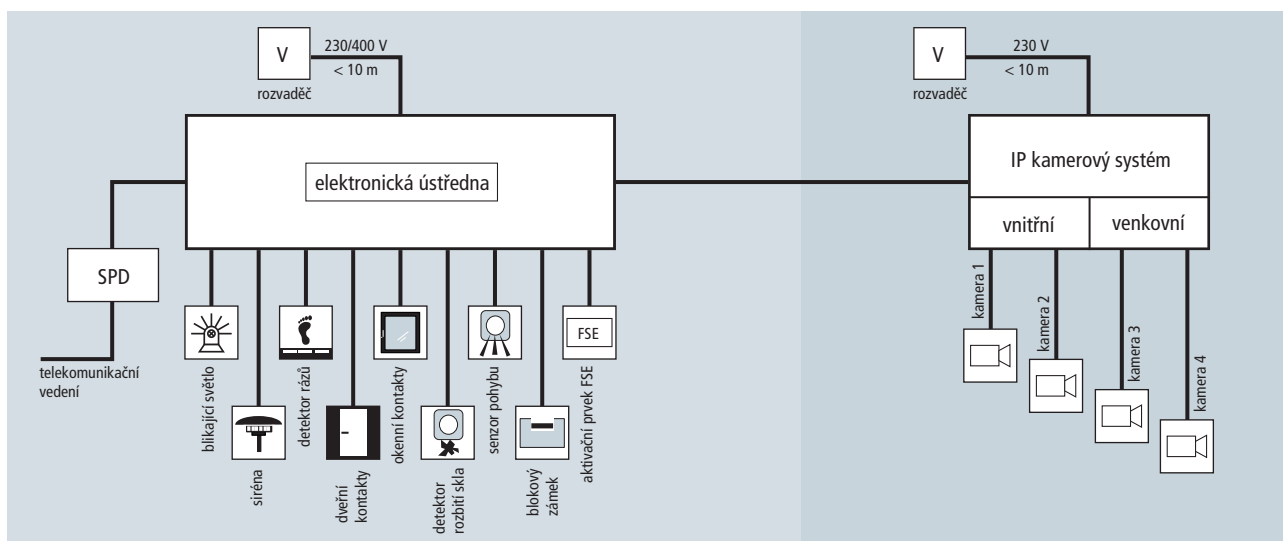 V
230/400 V
< 10 m
rozvaděč
elektronická ústředna
SPD
telekomunikační
vedení
blikající světlo
siréna
detektor rázů
dveřní
kontakty
okenní kontakty
detektor
rozbití skla
senzor pohybu
blokový
zámek
FSE
aktivační prvek FSE
V
230 V
< 10 m
rozvaděč
IP kamerový systém
vnitřní
venkovní
kamera 1
kamera 2
kamera 3
kamera 4